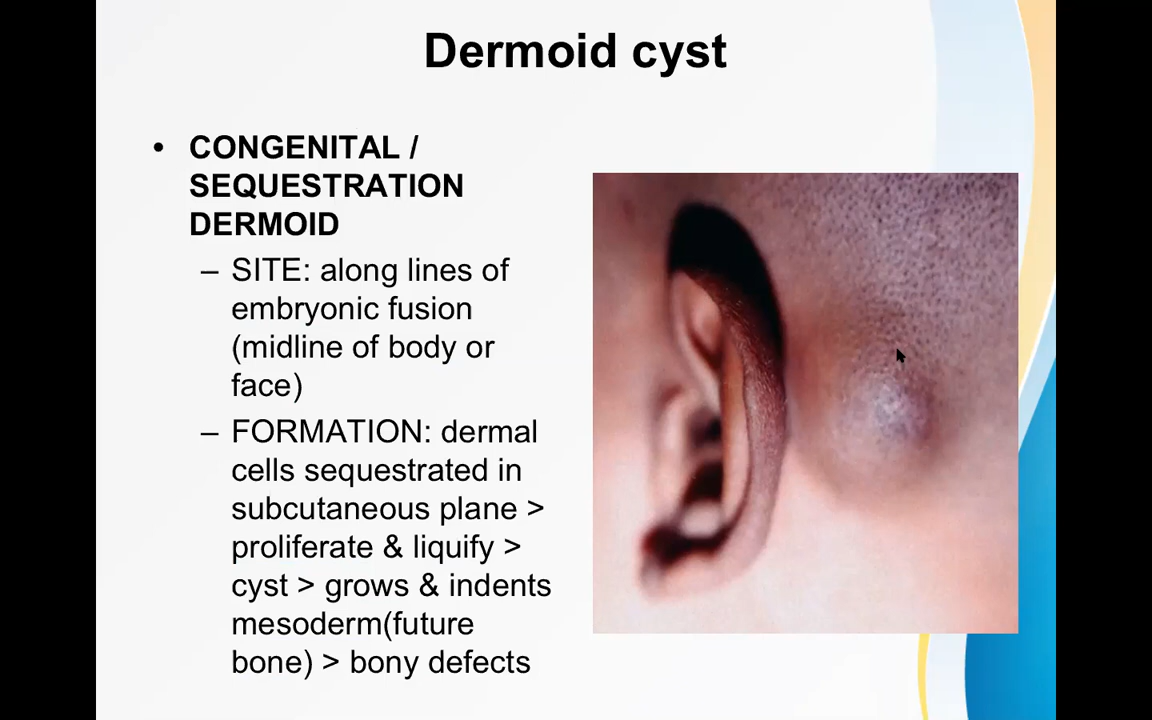 Dermoid cyst
• CONGENITAL /
SEQUESTRATION
DERMOID
– SITE: along lines of
embryonic fusion
(midline of body or
face)
– FORMATION: dermal
cells sequestrated in
subcutaneous plane >
proliferate & liquify >
cyst > grows & indents
mesoderm(future
bone) > bony defects